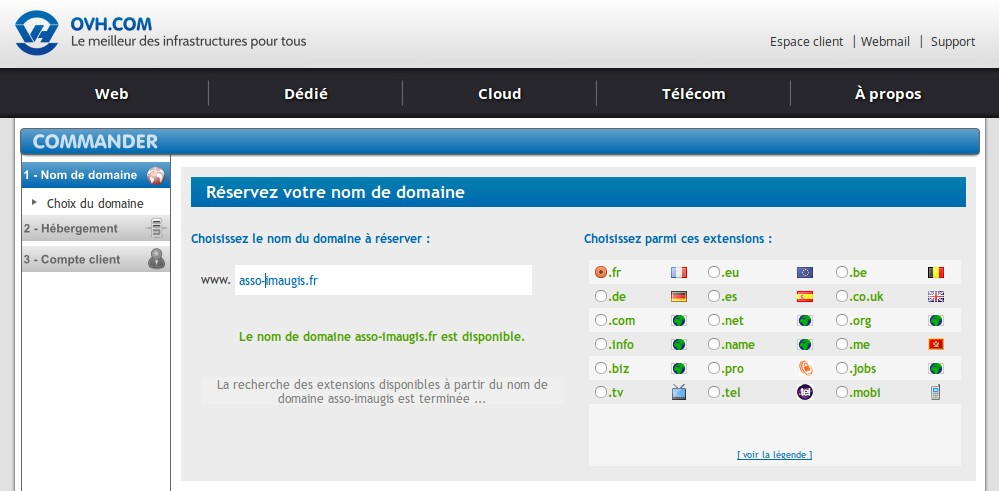 OVH.COM
Le meilleur des infrastructures pour tous
Espace client | Webmail | Support
Web Dédié Cloud Télécom À propos
COMMANDER
1 - Nom de domaine
Choix du domaine
2 - Hébergement
3 - Compte client
Réservez votre nom de domaine
Choisissez le nom du domaine à réserver :
www. asso-imaugis.fr
Le nom de domaine asso-imaugis.fr est disponible.
La recherche des extensions disponibles à partir du nom de
domaine asso-imaugis est terminée ...
Choisissez parmi ces extensions :
.fr .eu .be
.de .es .co.uk
.com .net .org
.info .name .me
.biz .pro .jobs
.tv .tel .tel .mobi
[ voir la légende ]